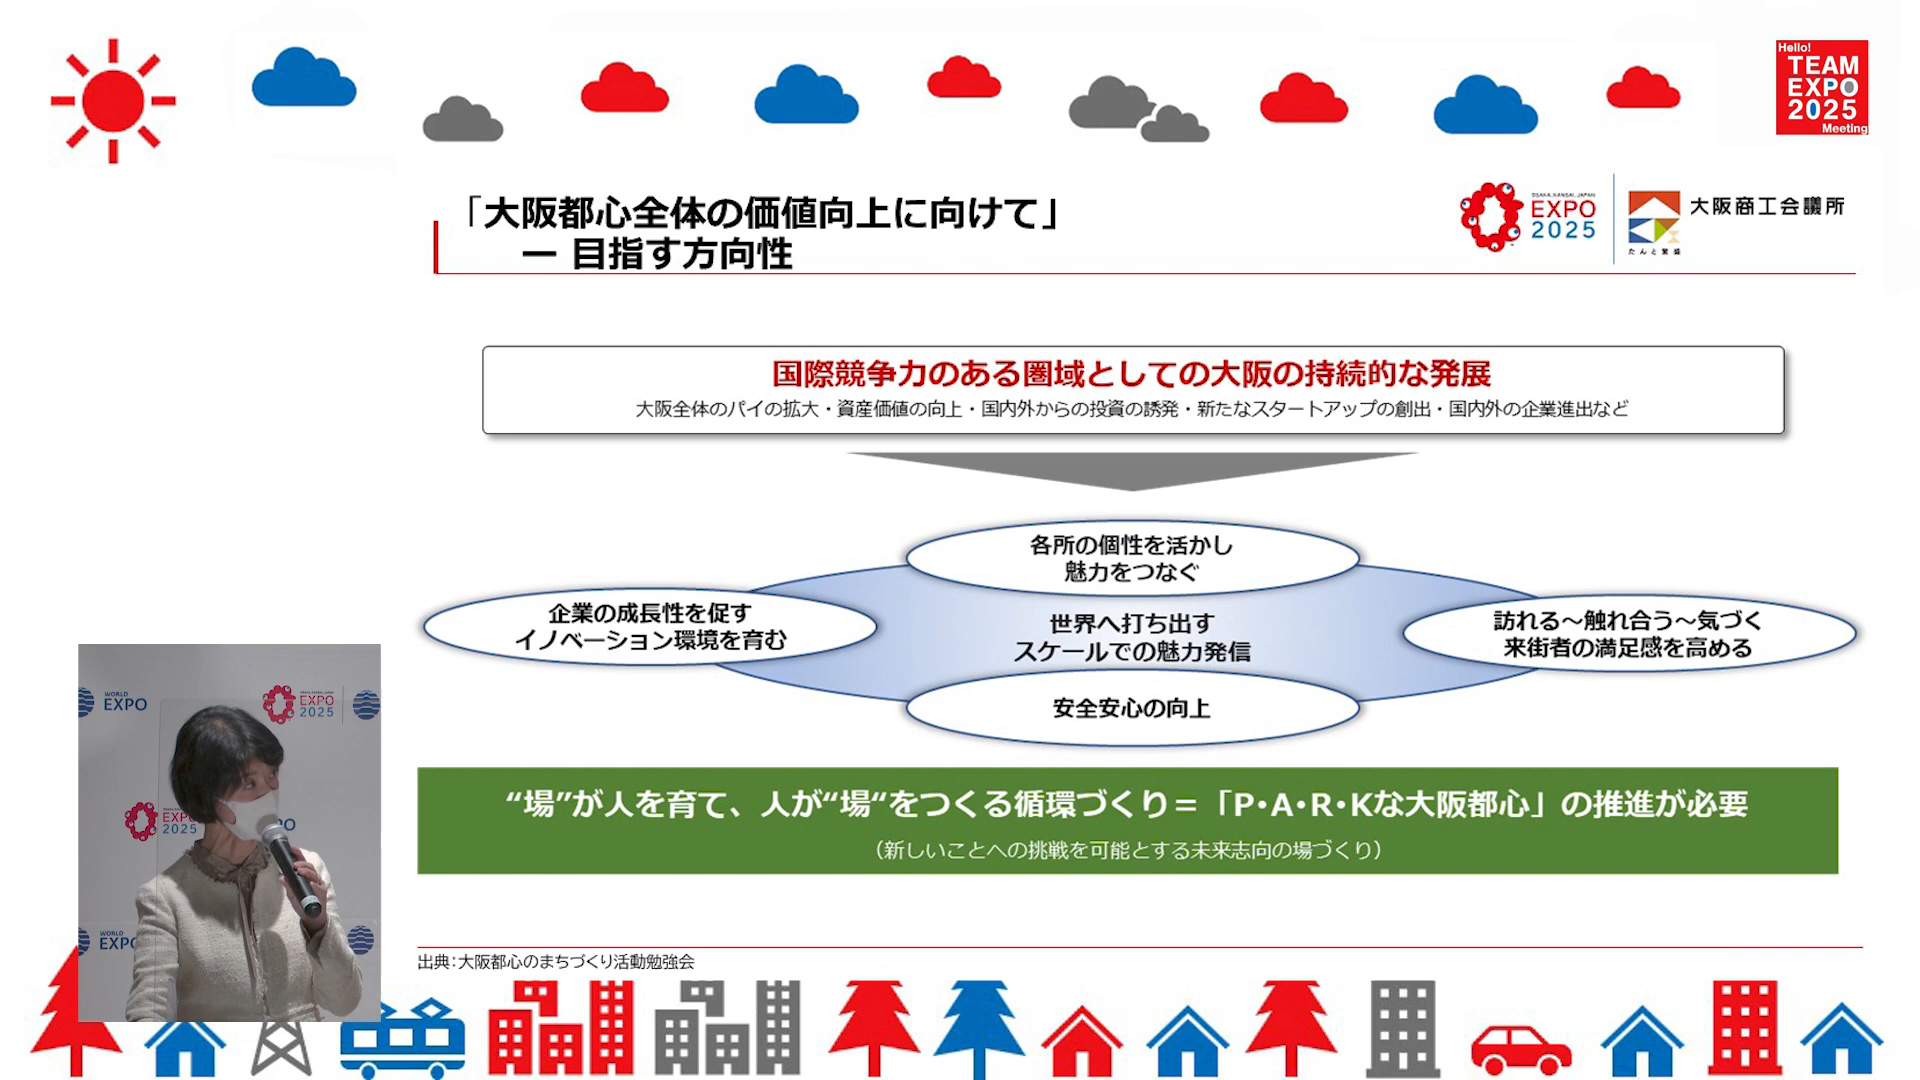 Hello!
TEAM
EXPO
2025
Meeting
「大阪都心全体の価値向上に向けて」
ー 目指す方向性
OSAKA, KANSAI, JAPAN
EXPO
2025
大阪商工会議所
たんと繁盛
国際競争力のある圏域としての大阪の持続的な発展
大阪全体のパイの拡大・資産価値の向上・国内外からの投資の誘発・新たなスタートアップの創出・国内外の企業進出など
各所の個性を活かし
魅力をつなぐ
企業の成長性を促す
イノベーション環境を育む
世界へ打ち出す
スケールでの魅力発信
訪れる～触れ合う～気づく
来街者の満足感を高める
安全安心の向上
“場”が人を育て、人が“場“をつくる循環づくり＝「P・A・R・Kな大阪都心」の推進が必要
（新しいことへの挑戦を可能とする未来志向の場づくり）
出典：大阪都心のまちづくり活動勉強会
WORLD
EXPO
EXPO
2025
EXP
2025
PO
WORLD
EXPO